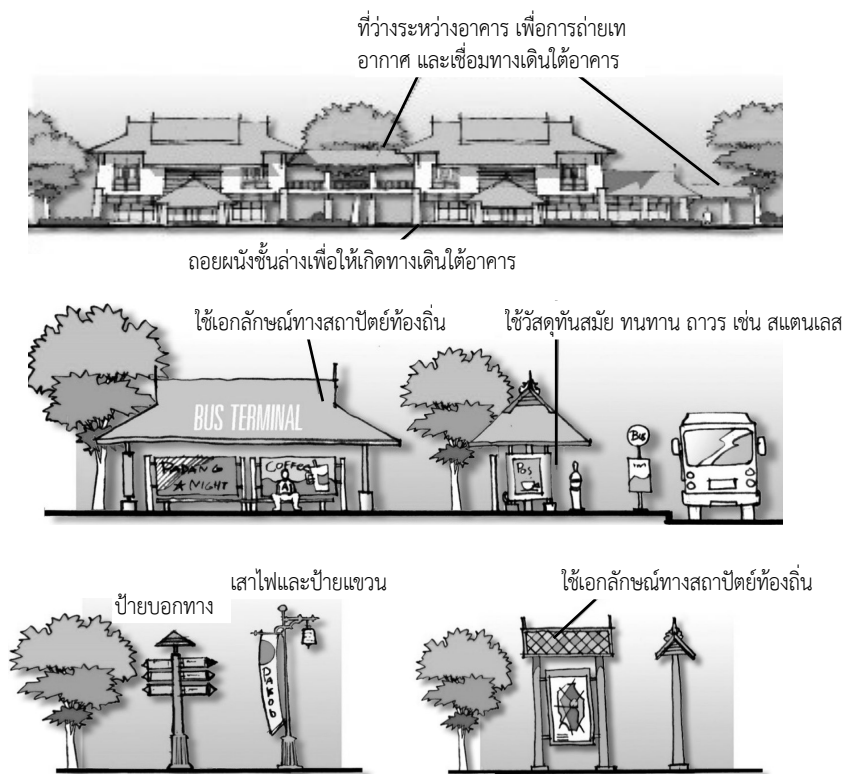 ที่ว่างระหว่างอาคาร เพื่อการถ่ายเท
อากาศ และเชื่อมทางเดินใต้อาคาร
ถอยผนังชั้นล่างเพื่อให้เกิดทางเดินใต้อาคาร
ใช้เอกลักษณ์ทางสถาปัตย์ท้องถิ่น
ใช้วัสดุทันสมัย ทนทาน ถาวร เช่น สแตนเลส
BUS TERMINAL
PADANG
NIGHT
COFFEE
Bus
ป้ายบอกทาง
เสาไฟและป้ายแขวน
ใช้เอกลักษณ์ทางสถาปัตย์ท้องถิ่น